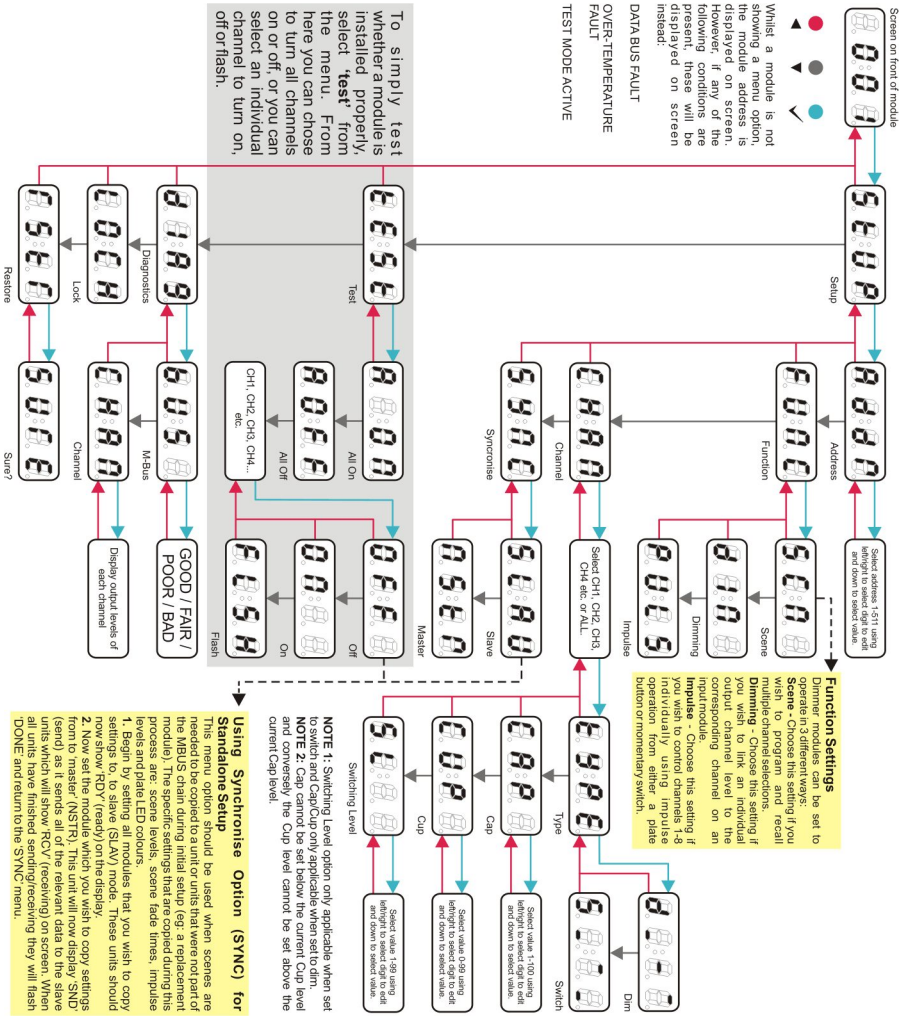 Screen on front of module
Whilst a module is not
showing a menu option,
the module address is
displayed on screen.
However, if any of the
following conditions are
present, these will be
displayed on screen
instead:
DATA BUS FAULT
OVER-TEMPERATURE
FAULT
TEST MODE ACTIVE
To simply test
whether a module is
installed properly,
select 'test' from
the menu. From
here you can chose
to turn all channels
on or off, or you can
select an individual
channel to turn on,
off or flash.
Setup
Test
Diagnostics
Lock
Restore
Address
Function
Channel
Syncronise
All On
All Off
CH1, CH2, CH3, CH4...
etc.
M-Bus
Channel
Sure?
Select address 1-511 using
left/right to select digit to edit
and down to select value.
Scene
Dimming
Impulse
Select CH1, CH2, CH3,
CH4 etc. or ALL.
Slave
Master
Off
On
Flash
GOOD / FAIR /
POOR / BAD
Display output levels of
each channel
Function Settings
Dimmer modules can be set to
operate in 3 different ways:
Scene - Choose this setting if you
wish to program and recall
multiple channel selections.
Dimming - Choose this setting if
you wish to link an individual
output channel level to the
corresponding channel on an
input module.
Impulse - Choose this setting if
you wish to control channels 1-8
individually using impulse
operation from either a plate
button or momentary switch.
Type
Cap
Cup
Switching Level
Dim
Switch
Select value 1-100 using
left/right to select digit to edit
and down to select value.
Select value 0-99 using
left/right to select digit to edit
and down to select value.
Select value 1-99 using
left/right to select digit to edit
and down to select value.
NOTE 1: Switching Level option only applicable when set
to switch and Cap/Cup only applicable when set to dim.
NOTE 2: Cap cannot be set below the current Cup level
and conversely the Cup level cannot be set above the
current Cap level.
Using Synchronise Option (SYNC) for
Standalone Setup
This menu option should be used when scenes are
needed to be copied to a unit or units that were not part of
the MBUS chain during initial setup (eg: a replacement
module). The specific settings that are copied during this
process are: scene levels, scene fade times, impulse
levels and plate LED colours.
1. Begin by setting all modules that you wish to copy
settings to, to slave (SLAV) mode. These units should
now show 'RDY' (ready) on the display.
2. Now set the module which you wish to copy settings
from to 'master' (NSTR). This unit will now display 'SND'
(send) as it sends all of the relevant data to the slave
units which will show 'RCV' (receiving) on screen. When
all units have finished sending/receiving they will flash
'DONE' and return to the 'SYNC' menu.